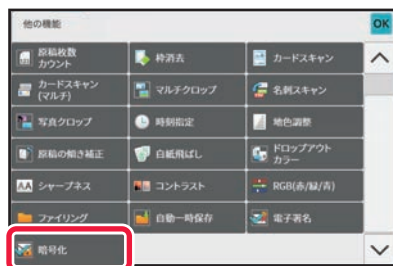 他の機能
OK
原稿枚数
カウント
枠消去
カードスキャン
カードスキャン
(マルチ)
マルチクロップ
名刺スキャン
写真クロップ
時刻指定
地色調整
原稿の傾き補正
白紙飛ばし
ドロップアウト
カラー
シャープネス
コントラスト
RGB(赤/緑/青)
ファイリング
自動一時保存
電子署名
暗号化